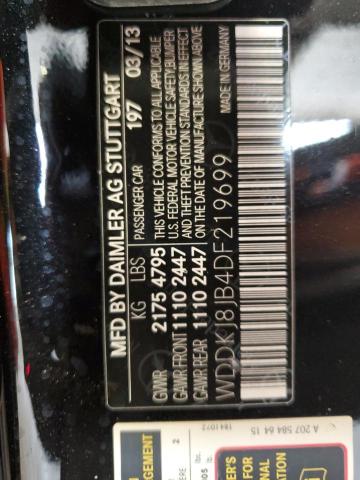 MFD BY DAIMLER AG STUTTGART
197 03/13
KG LBS PASSENGER CAR
GVWR 2175 4795
GAWR FRONT 1110 2447
GAWR REAR 1110 2447
THIS VEHICLE CONFORMS TO ALL APPLICABLE
U.S. FEDERAL MOTOR VEHICLE SAFETY, BUMPER
AND THEFT PREVENTION STANDARDS IN EFFECT
ON THE DATE OF MANUFACTURE SHOWN ABOVE
WDDKJ8JB4DF219699 MADE IN GERMANY
A 207 584 64 15
1841072
2